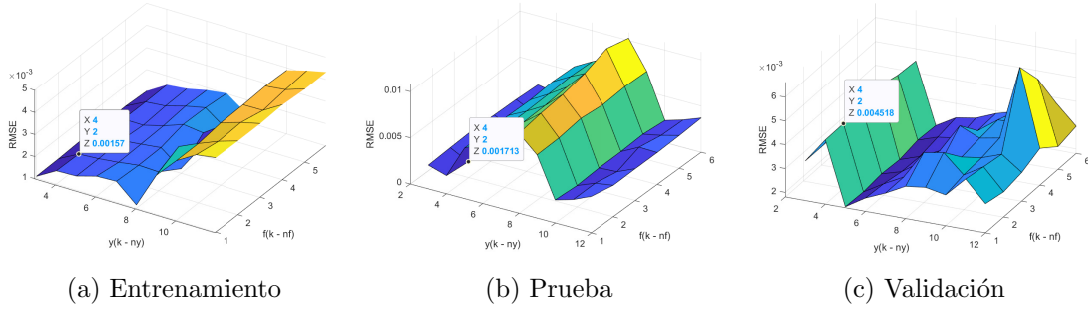 ×10⁻³
5
4
3
2
1
RMSE
X 4
Y 2
Z 0.00157
4
6
8
10
y(k - ny)
1
2
3
4
5
f(k - nf)
(a) Entrenamiento
0.01
0.005
0
RMSE
X 4
Y 2
Z 0.001713
2
4
6
8
10
12
y(k - ny)
1
2
3
4
5
6
f(k - nf)
(b) Prueba
×10⁻³
6
5
4
3
2
RMSE
X 4
Y 2
Z 0.004518
2
4
6
8
10
12
y(k - ny)
1
2
3
4
5
6
f(k - nf)
(c) Validación